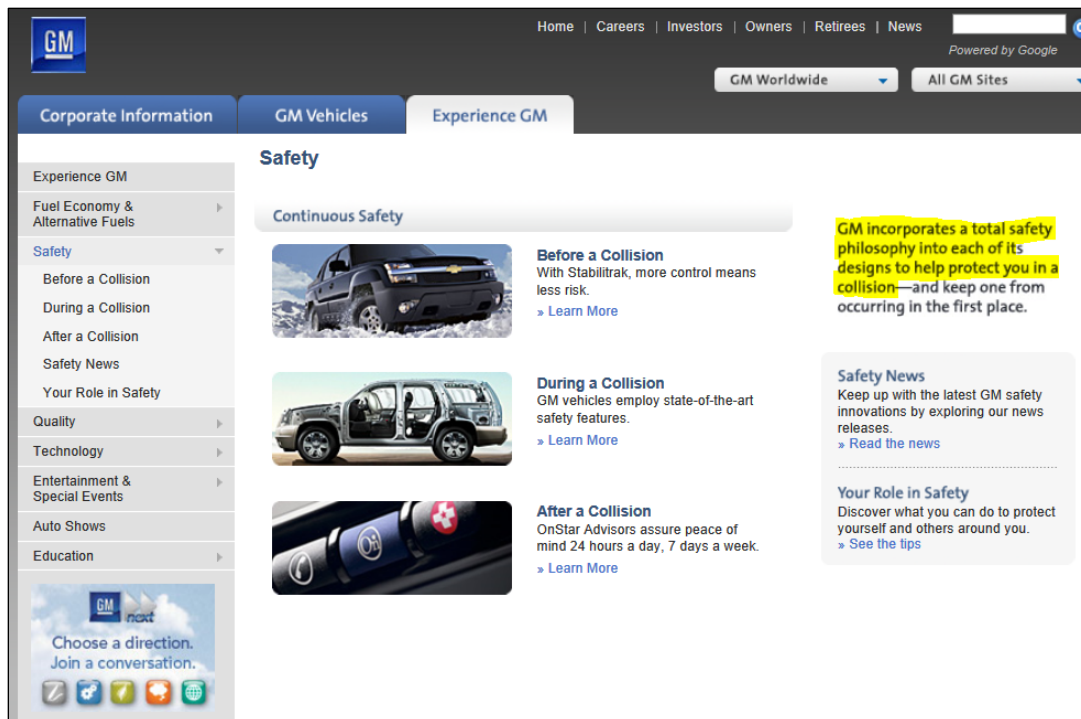 GM
Home | Careers | Investors | Owners | Retirees | News
Powered by Google
GM Worldwide
All GM Sites
Corporate Information
GM Vehicles
Experience GM
Experience GM
Fuel Economy &
Alternative Fuels
Safety
Before a Collision
During a Collision
After a Collision
Safety News
Your Role in Safety
Quality
Technology
Entertainment &
Special Events
Auto Shows
Education
GM next
Choose a direction.
Join a conversation.
Safety
Continuous Safety
Before a Collision
With Stabilitrak, more control means
less risk.
» Learn More
During a Collision
GM vehicles employ state-of-the-art
safety features.
» Learn More
On
After a Collision
OnStar Advisors assure peace of
mind 24 hours a day, 7 days a week.
» Learn More
GM incorporates a total safety
philosophy into each of its
designs to help protect you in a
collision—and keep one from
occurring in the first place.
Safety News
Keep up with the latest GM safety
innovations by exploring our news
releases.
» Read the news
Your Role in Safety
Discover what you can do to protect
yourself and others around you.
» See the tips